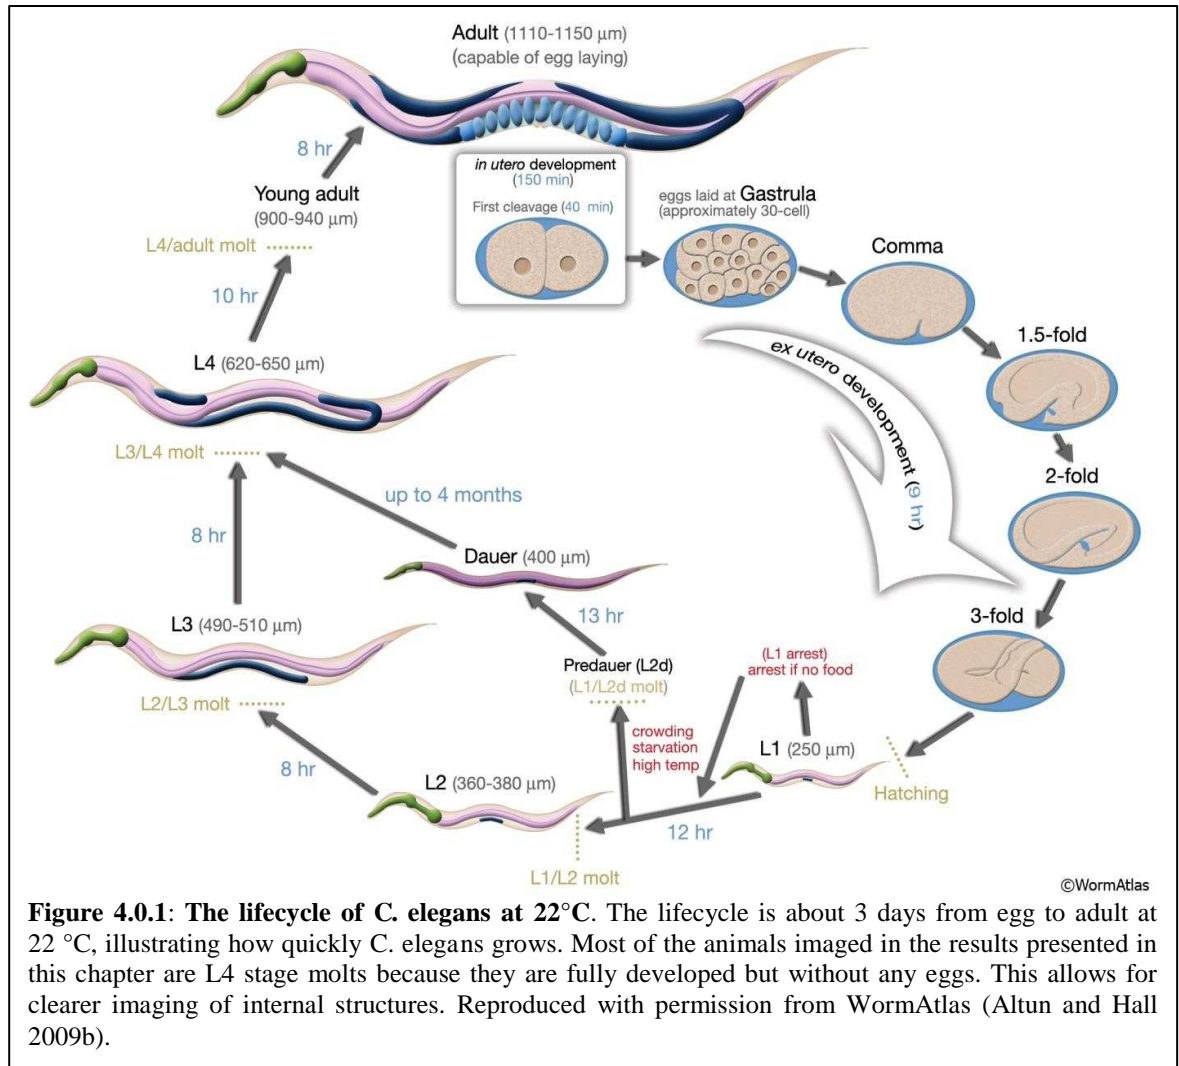 Adult (1110-1150 μm)
(capable of egg laying)
8 hr
Young adult
(900-940 μm)
L4/adult molt
10 hr
L4 (620-650 μm)
L3/L4 molt
8 hr
up to 4 months
Dauer (400 μm)
13 hr
L3 (490-510 μm)
L2/L3 molt
8 hr
Predauer (L2d)
(L1/L2d molt)
crowding
starvation
high temp
L2 (360-380 μm)
L1/L2 molt
12 hr
(L1 arrest)
arrest if no food
L1 (250 μm)
Hatching
in utero development
(150 min)
First cleavage (40 min)
eggs laid at Gastrula
(approximately 30-cell)
Comma
1.5-fold
2-fold
3-fold
ex utero development (9 hr)
©WormAtlas
Figure 4.0.1: The lifecycle of C. elegans at 22°C. The lifecycle is about 3 days from egg to adult at
22 °C, illustrating how quickly C. elegans grows. Most of the animals imaged in the results presented in
this chapter are L4 stage molts because they are fully developed but without any eggs. This allows for
clearer imaging of internal structures. Reproduced with permission from WormAtlas (Altun and Hall
2009b).